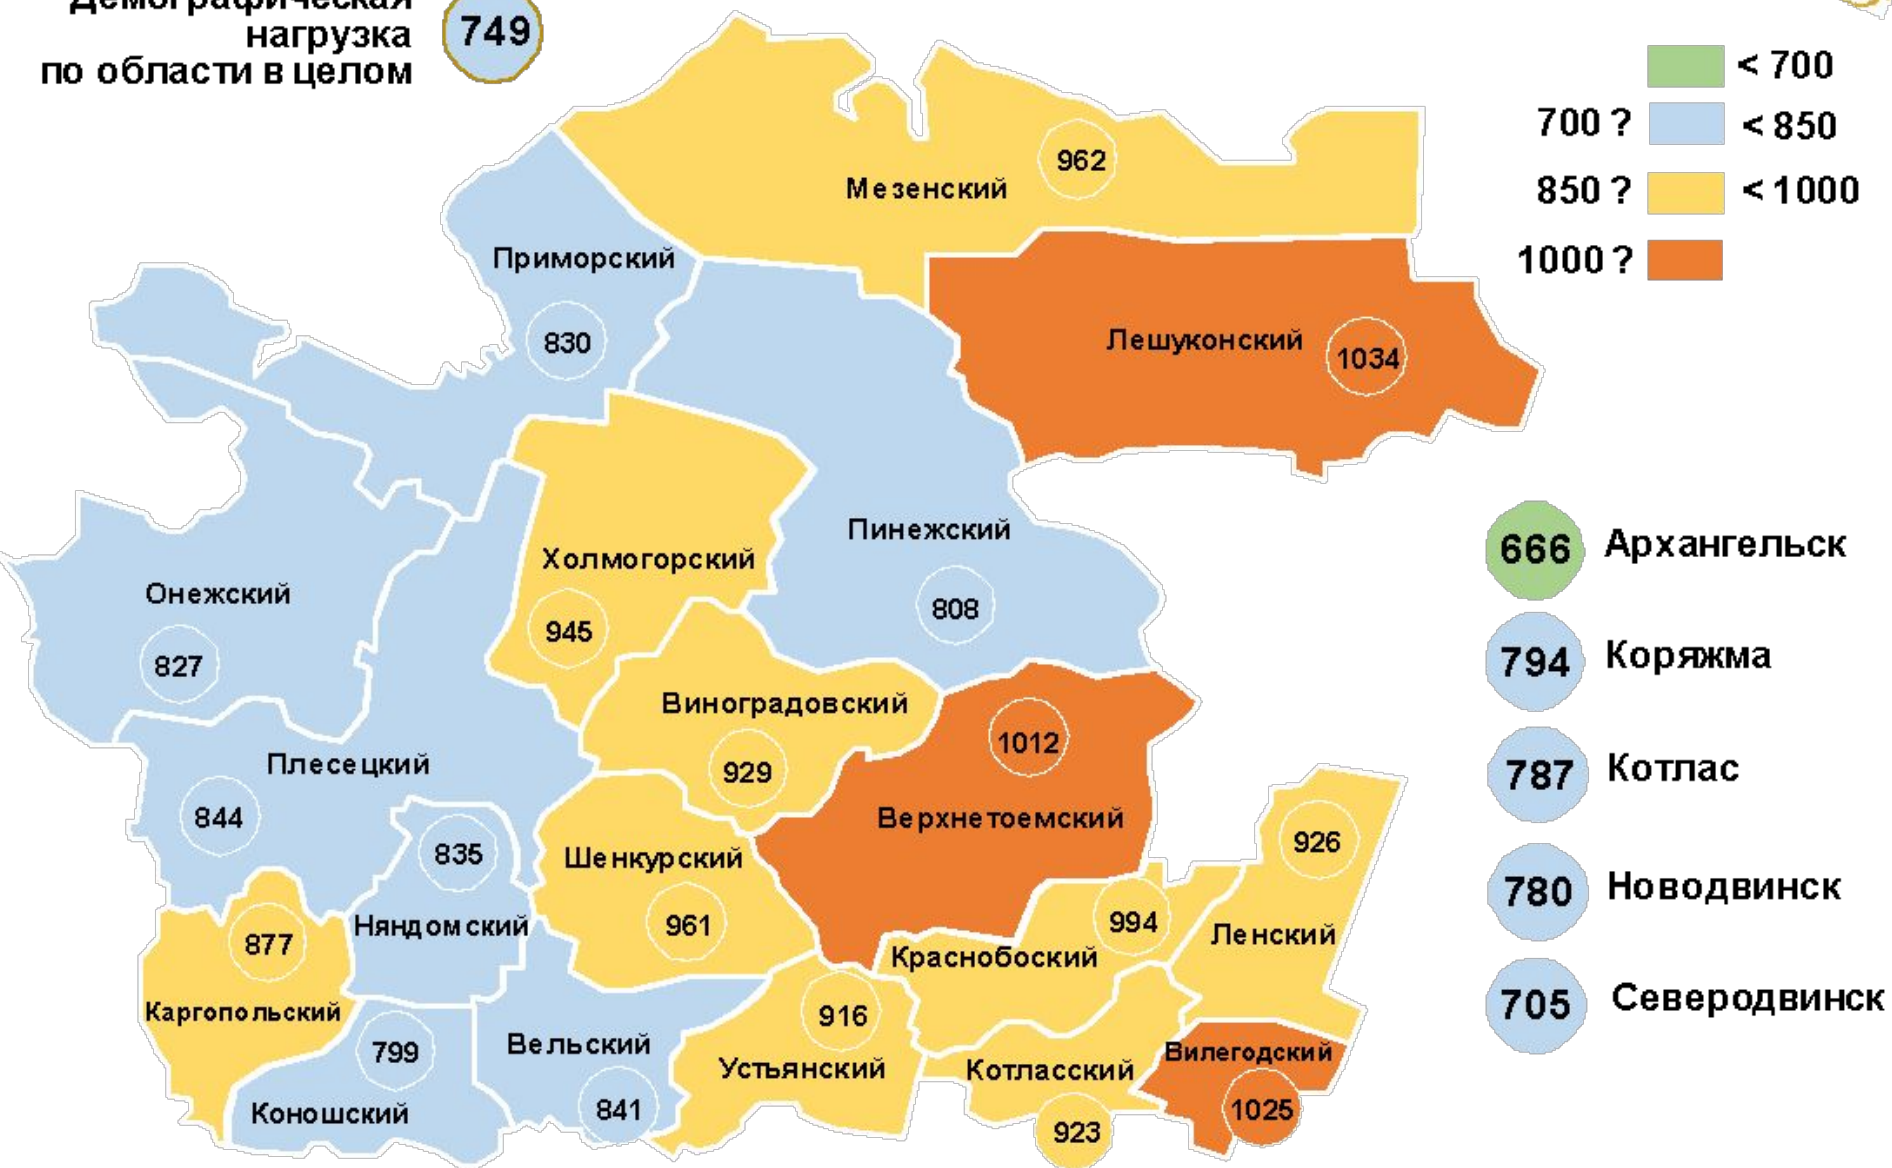 Демографическая
нагрузка
по области в целом
749
< 700
700 ? < 850
850 ? < 1000
1000 ?
Мезенский
962
Приморский
830
Лешуконский
1034
Пинежский
808
Холмогорский
945
Онежский
827
Виноградовский
929
1012
Верхнетоемский
Плесецкий
844
835
Няндомский
Шенкурский
961
926
Ленский
994
Краснобоский
877
Каргопольский
799
Коношский
Вельский
841
916
Устьянский
Котласский
923
Вилегодский
1025
666 Архангельск
794 Коряжма
787 Котлас
780 Новодвинск
705 Северодвинск